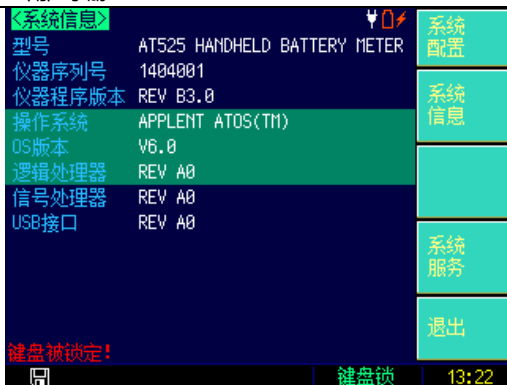 <系统信息>
型号 AT525 HANDHELD BATTERY METER
仪器序列号 1404001
仪器程序版本 REV B3.0
操作系统 APPLENT ATOS(TM)
OS版本 V6.0
逻辑处理器 REV A0
信号处理器 REV A0
USB接口 REV A0
键盘被锁定!
系统
配置
系统
信息
系统
服务
退出
键盘锁 13:22